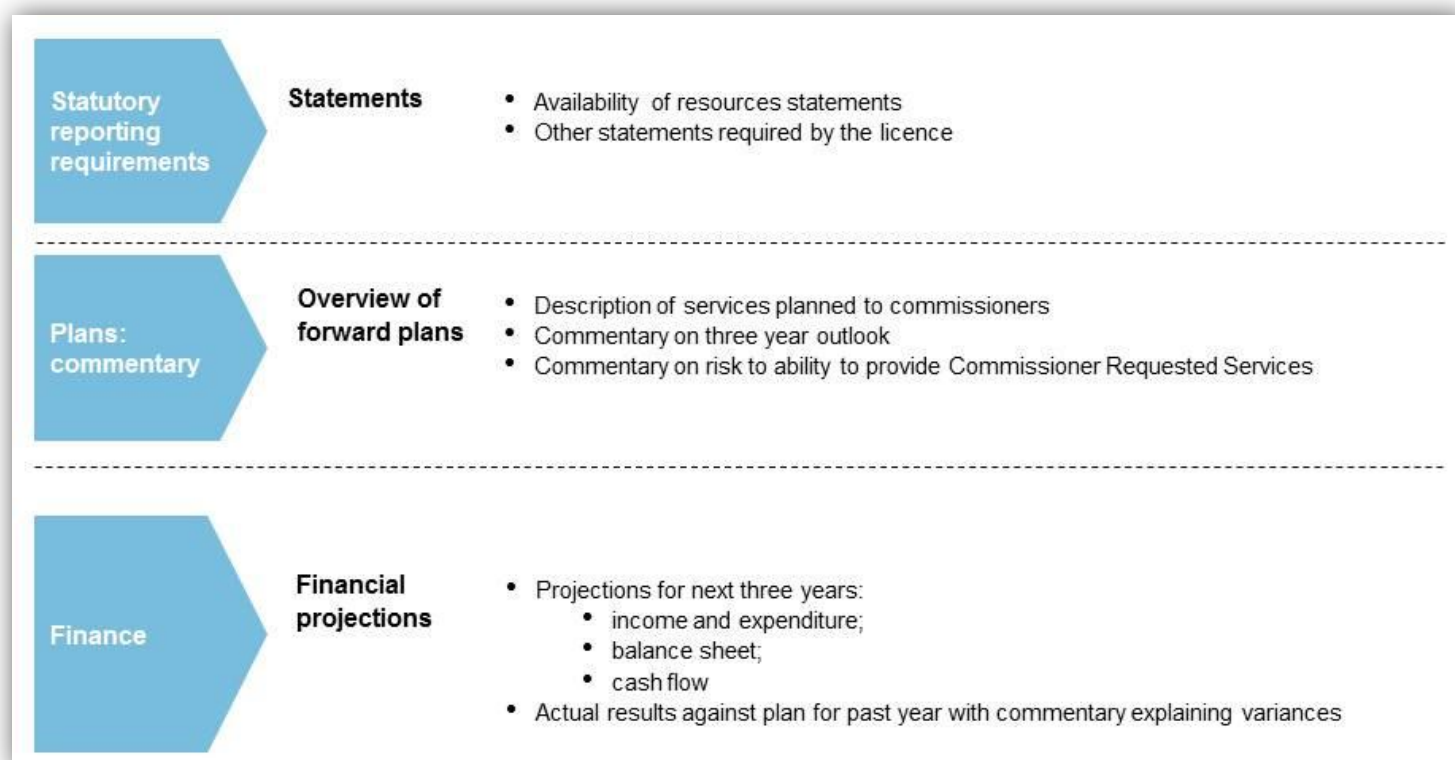 Statutory
reporting
requirements
Statements
• Availability of resources statements
• Other statements required by the licence
Plans:
commentary
Overview of
forward plans
• Description of services planned to commissioners
• Commentary on three year outlook
• Commentary on risk to ability to provide Commissioner Requested Services
Finance
Financial
projections
• Projections for next three years:
• income and expenditure;
• balance sheet;
• cash flow
• Actual results against plan for past year with commentary explaining variances